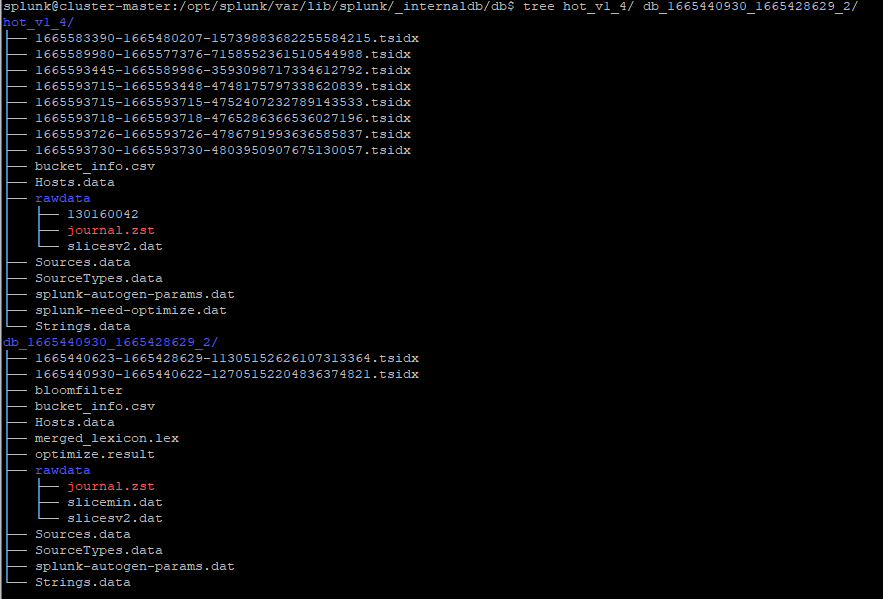 splunk@cluster-master:/opt/splunk/var/lib/splunk/_internaldb/db$ tree hot_v1_4/ db_1665440930_1665428629_2/
hot_v1_4/
├── 1665583390-1665480207-15739883682255584215.tsidx
├── 1665589980-1665577376-7158552361510544988.tsidx
├── 1665593445-1665589986-3593098717334612792.tsidx
├── 1665593715-1665593448-4748175797338620839.tsidx
├── 1665593715-1665593715-4752407232789143533.tsidx
├── 1665593718-1665593718-4765286366536027196.tsidx
├── 1665593726-1665593726-4786791993636585837.tsidx
├── 1665593730-1665593730-4803950907675130057.tsidx
├── bucket_info.csv
├── Hosts.data
├── rawdata
│   ├── 130160042
│   ├── journal.zst
│   └── slicesv2.dat
├── Sources.data
├── SourceTypes.data
├── splunk-autogen-params.dat
├── splunk-need-optimize.dat
└── Strings.data
db_1665440930_1665428629_2/
├── 1665440623-1665428629-11305152626107313364.tsidx
├── 1665440930-1665440622-12705152204836374821.tsidx
├── bloomfilter
├── bucket_info.csv
├── Hosts.data
├── merged_lexicon.lex
├── optimize.result
├── rawdata
│   ├── journal.zst
│   ├── slicemin.dat
│   └── slicesv2.dat
├── Sources.data
├── SourceTypes.data
├── splunk-autogen-params.dat
└── Strings.data